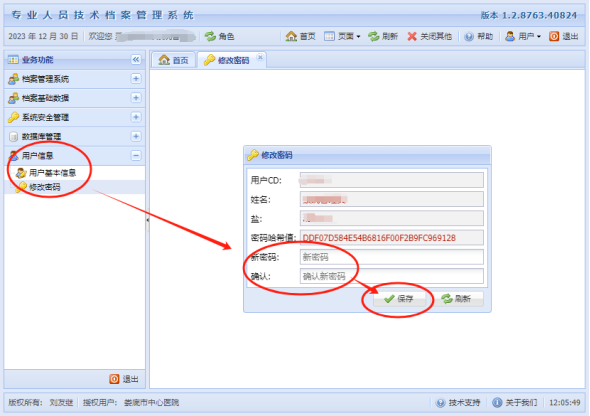 专业人员技术档案管理系统 版本 1.2.8763.40824
2023 年 12 月 30 日 欢迎您 角色 首页 页面 刷新 关闭其他 帮助 用户 退出
业务功能 首页 修改密码
档案管理系统
档案基础数据
系统安全管理
数据库管理
用户信息
用户基本信息
修改密码
修改密码
用户CD:
姓名:
盐:
密码哈希值: DDF07D584E54B6816F00F2B9FC969128
新密码: 新密码
确认: 确认新密码
保存 刷新
退出
版权所有: 刘友继 授权用户: 娄底市中心医院 技术支持 关于我们 12:05:49